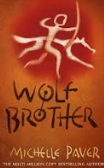 WOLF
BROTHER
MICHELLE PAVER
THE MULTI-MILLION COPY BESTSELLING AUTHOR